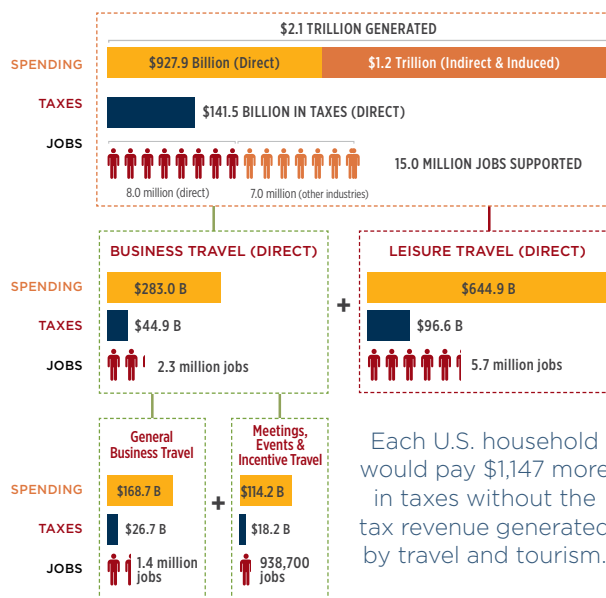 $2.1 TRILLION GENERATED
SPENDING
$927.9 Billion (Direct)
$1.2 Trillion (Indirect & Induced)
TAXES
$141.5 BILLION IN TAXES (DIRECT)
JOBS
15.0 MILLION JOBS SUPPORTED
8.0 million (direct)
7.0 million (other industries)
BUSINESS TRAVEL (DIRECT)
SPENDING
$283.0 B
TAXES
$44.9 B
JOBS
2.3 million jobs
+
LEISURE TRAVEL (DIRECT)
$644.9 B
$96.6 B
5.7 million jobs
General
Business Travel
SPENDING
$168.7 B
TAXES
$26.7 B
JOBS
1.4 million
jobs
+
Meetings,
Events &
Incentive Travel
$114.2 B
$18.2 B
938,700
jobs
Each U.S. household
would pay $1,147 more
in taxes without the
tax revenue generated
by travel and tourism.